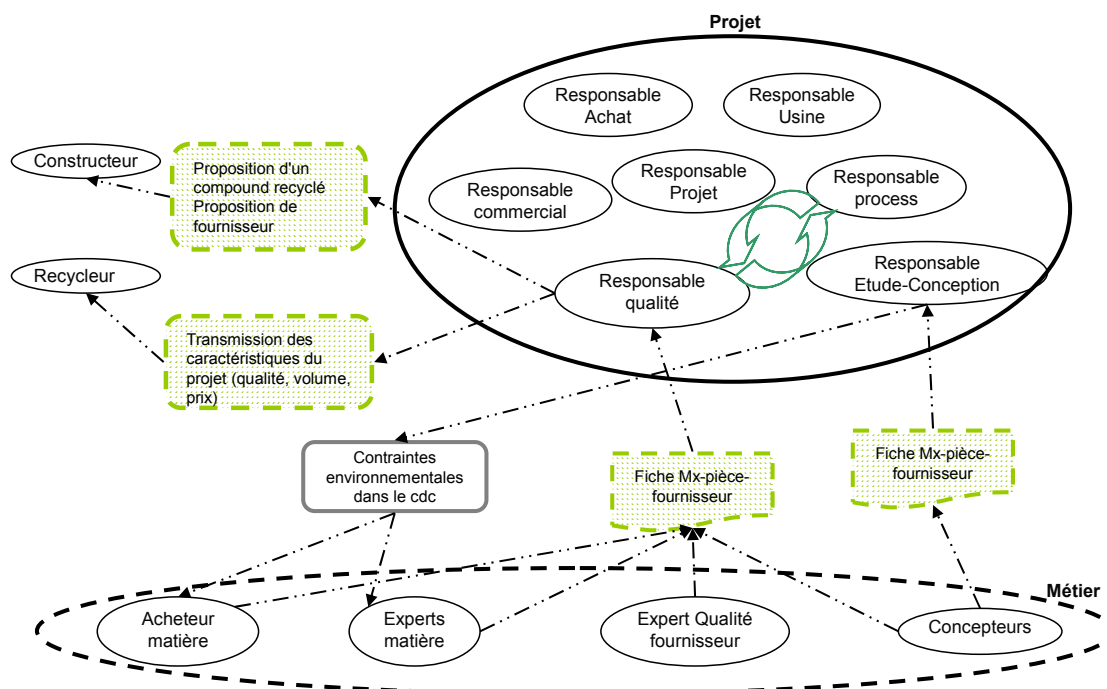 Projet
Responsable
Achat
Responsable
Usine
Constructeur
Proposition d'un
compound recyclé
Proposition de
fournisseur
Responsable
commercial
Responsable
Projet
Responsable
process
Recycleur
Responsable
qualité
Responsable
Etude-Conception
Transmission des
caractéristiques du
projet (qualité, volume,
prix)
Contraintes
environnementales
dans le cdc
Fiche Mx-pièce-
fournisseur
Fiche Mx-pièce-
fournisseur
Métier
Acheteur
matière
Experts
matière
Expert Qualité
fournisseur
Concepteurs